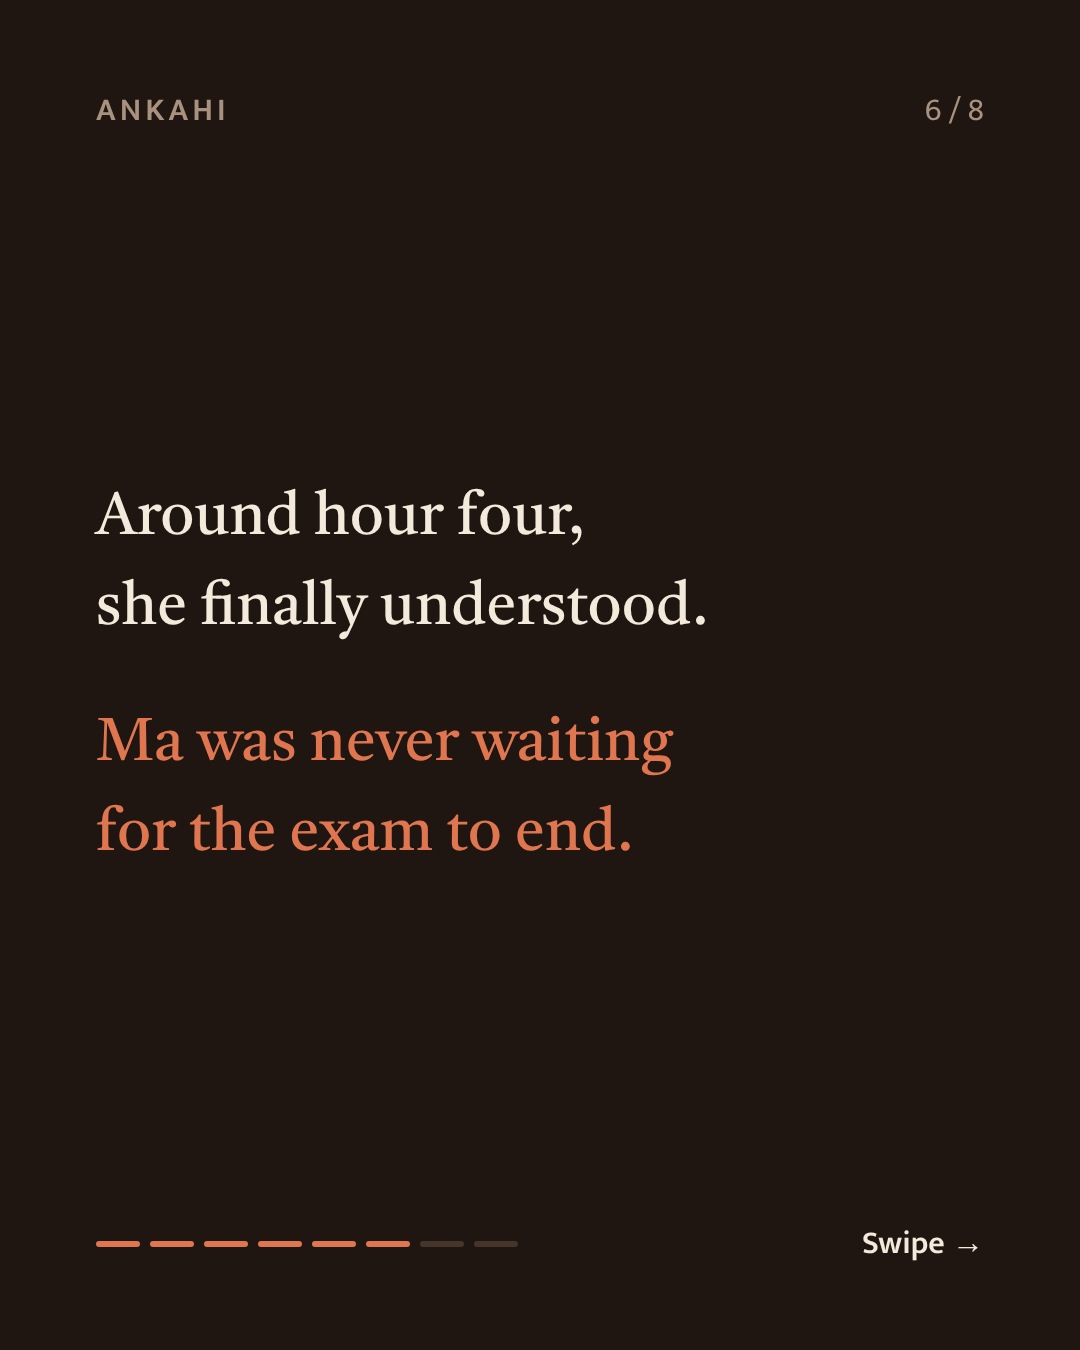 ANKAHI
6 / 8
Around hour four,
she finally understood.
Ma was never waiting
for the exam to end.
Swipe →